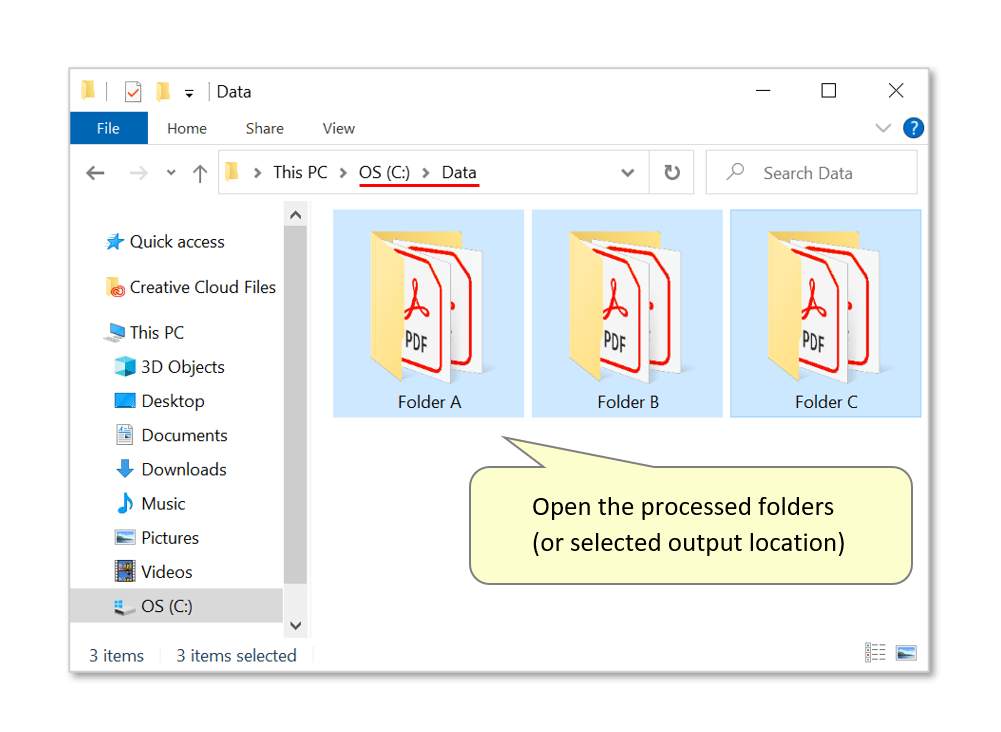 Data
File Home Share View
?
This PC OS (C:) Data
Search Data
Quick access
Creative Cloud Files
This PC
3D Objects
Desktop
Documents
Downloads
Music
Pictures
Videos
OS (C:)
PDF PDF PDF
Folder A Folder B Folder C
Open the processed folders
(or selected output location)
3 items 3 items selected